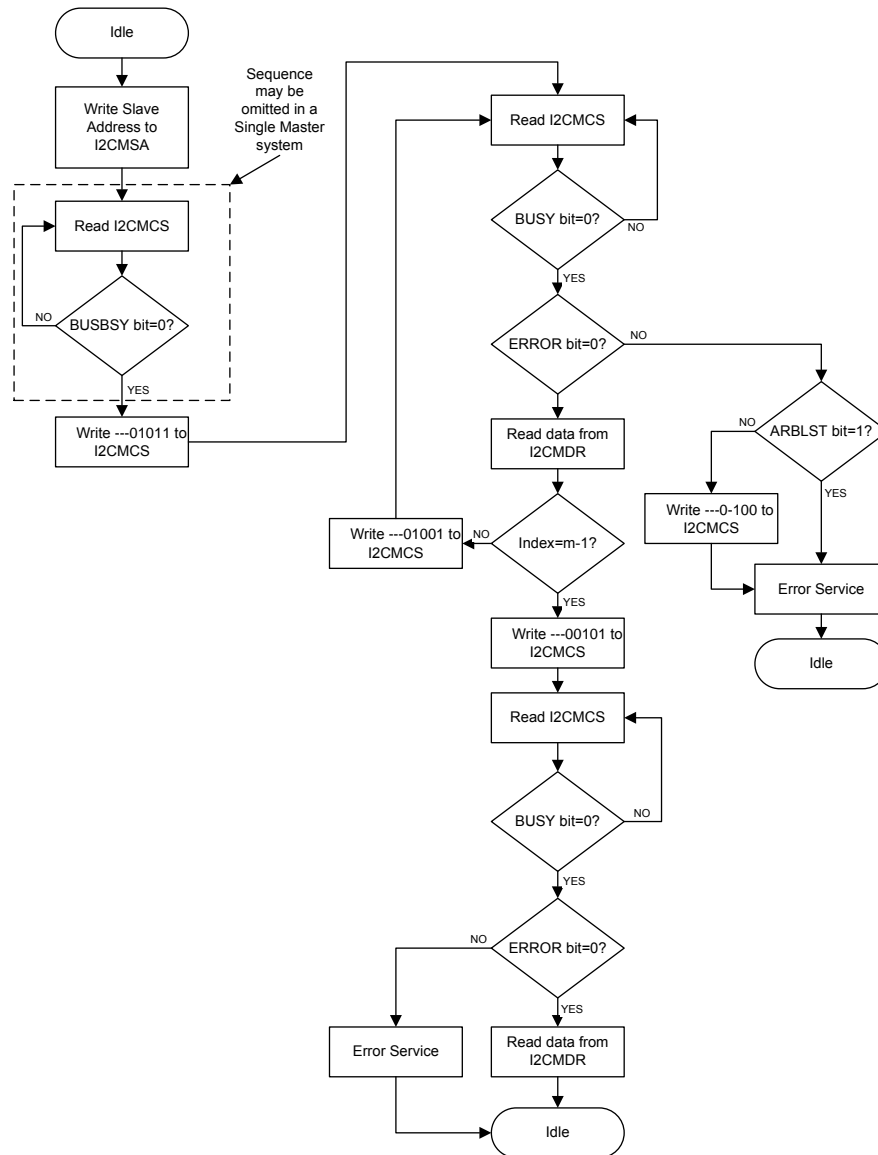 Idle
Write Slave
Address to
I2CMSA
Sequence
may be
omitted in a
Single Master
system
Read I2CMCS
BUSBSY bit=0?
NO
YES
Write ---01011 to
I2CMCS
Read I2CMCS
BUSY bit=0?
NO
YES
ERROR bit=0?
NO
YES
ARBLST bit=1?
NO
YES
Write ---0-100 to
I2CMCS
Error Service
Idle
Read data from
I2CMDR
Index=m-1?
NO
Write ---01001 to
I2CMCS
YES
Write ---00101 to
I2CMCS
Read I2CMCS
BUSY bit=0?
NO
YES
ERROR bit=0?
NO
YES
Error Service
Read data from
I2CMDR
Idle